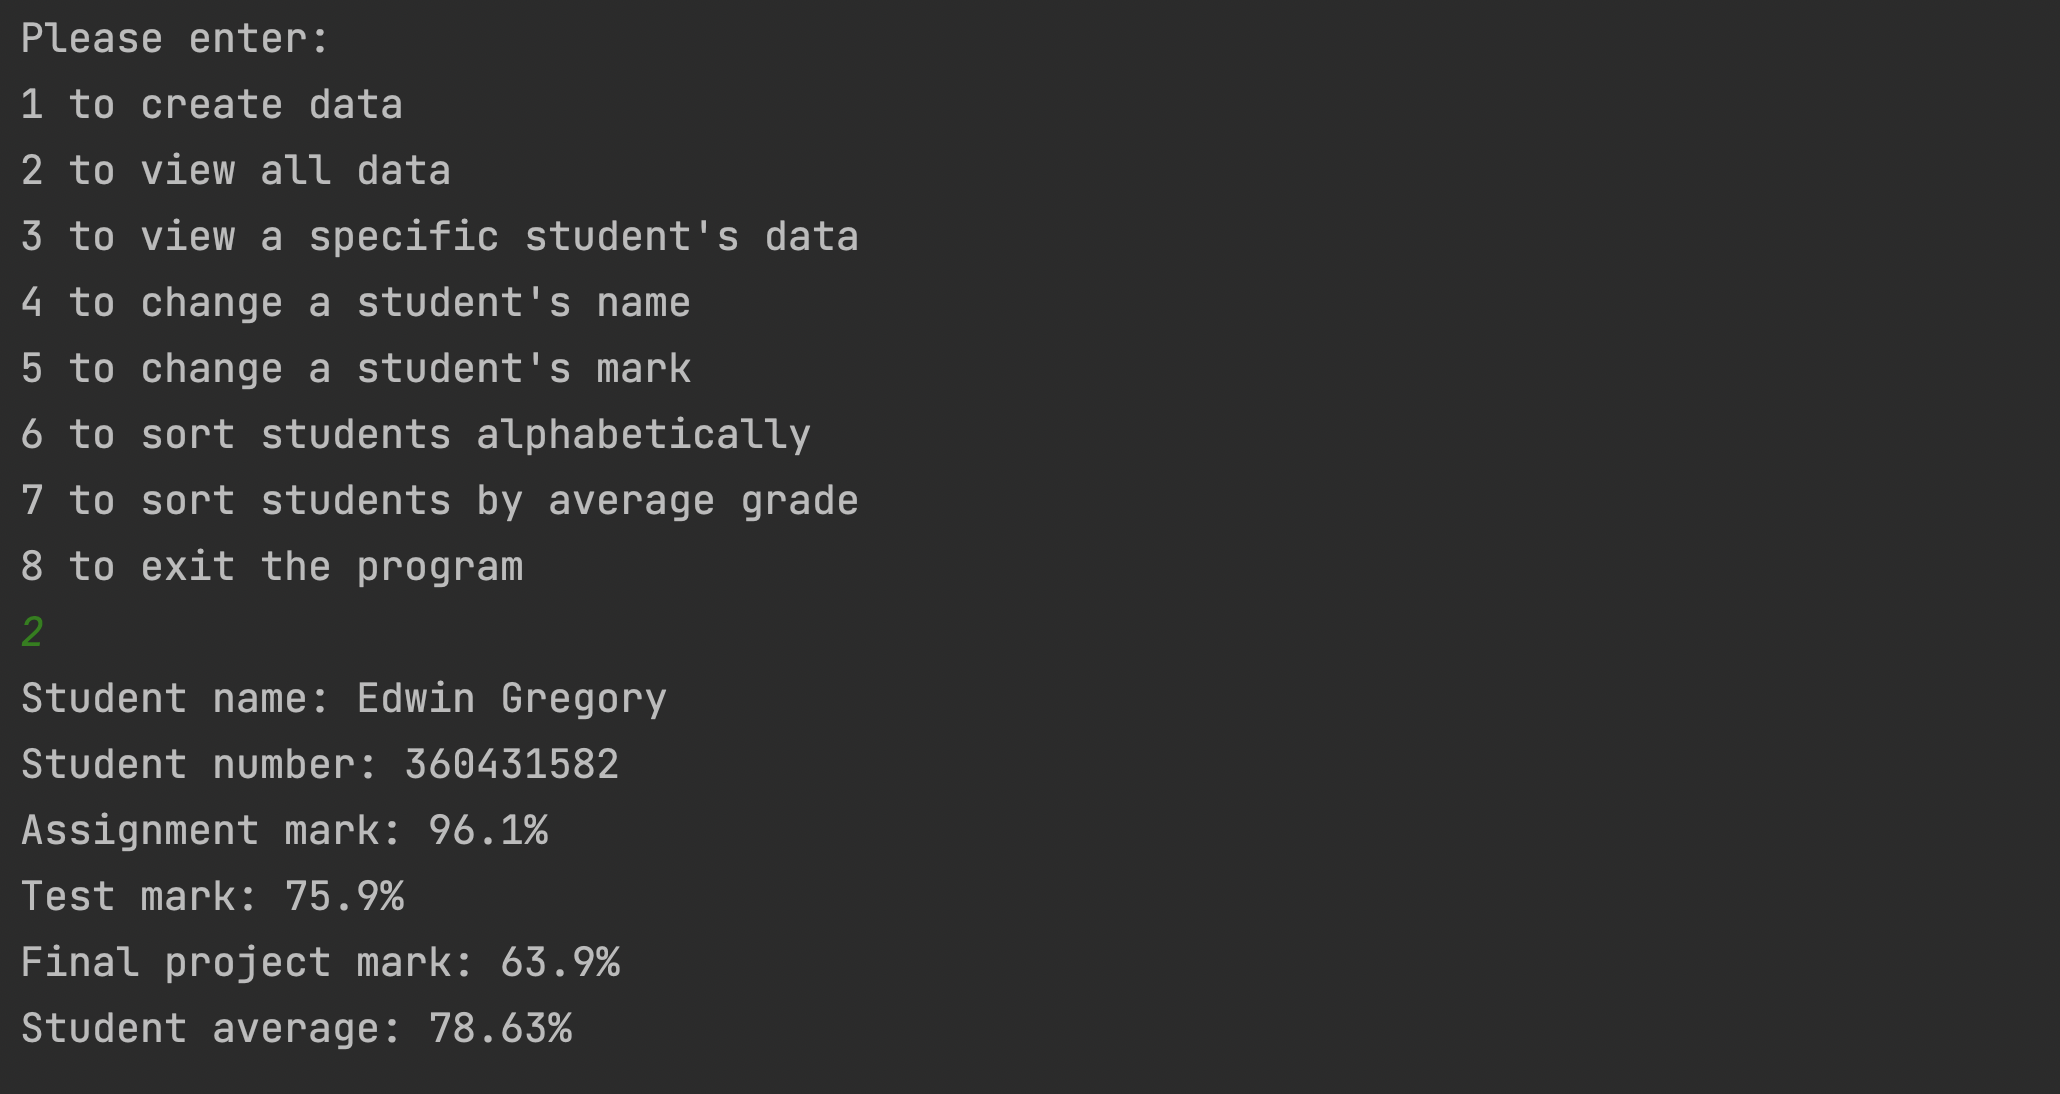 Please enter:
1 to create data
2 to view all data
3 to view a specific student's data
4 to change a student's name
5 to change a student's mark
6 to sort students alphabetically
7 to sort students by average grade
8 to exit the program
2
Student name: Edwin Gregory
Student number: 360431582
Assignment mark: 96.1%
Test mark: 75.9%
Final project mark: 63.9%
Student average: 78.63%